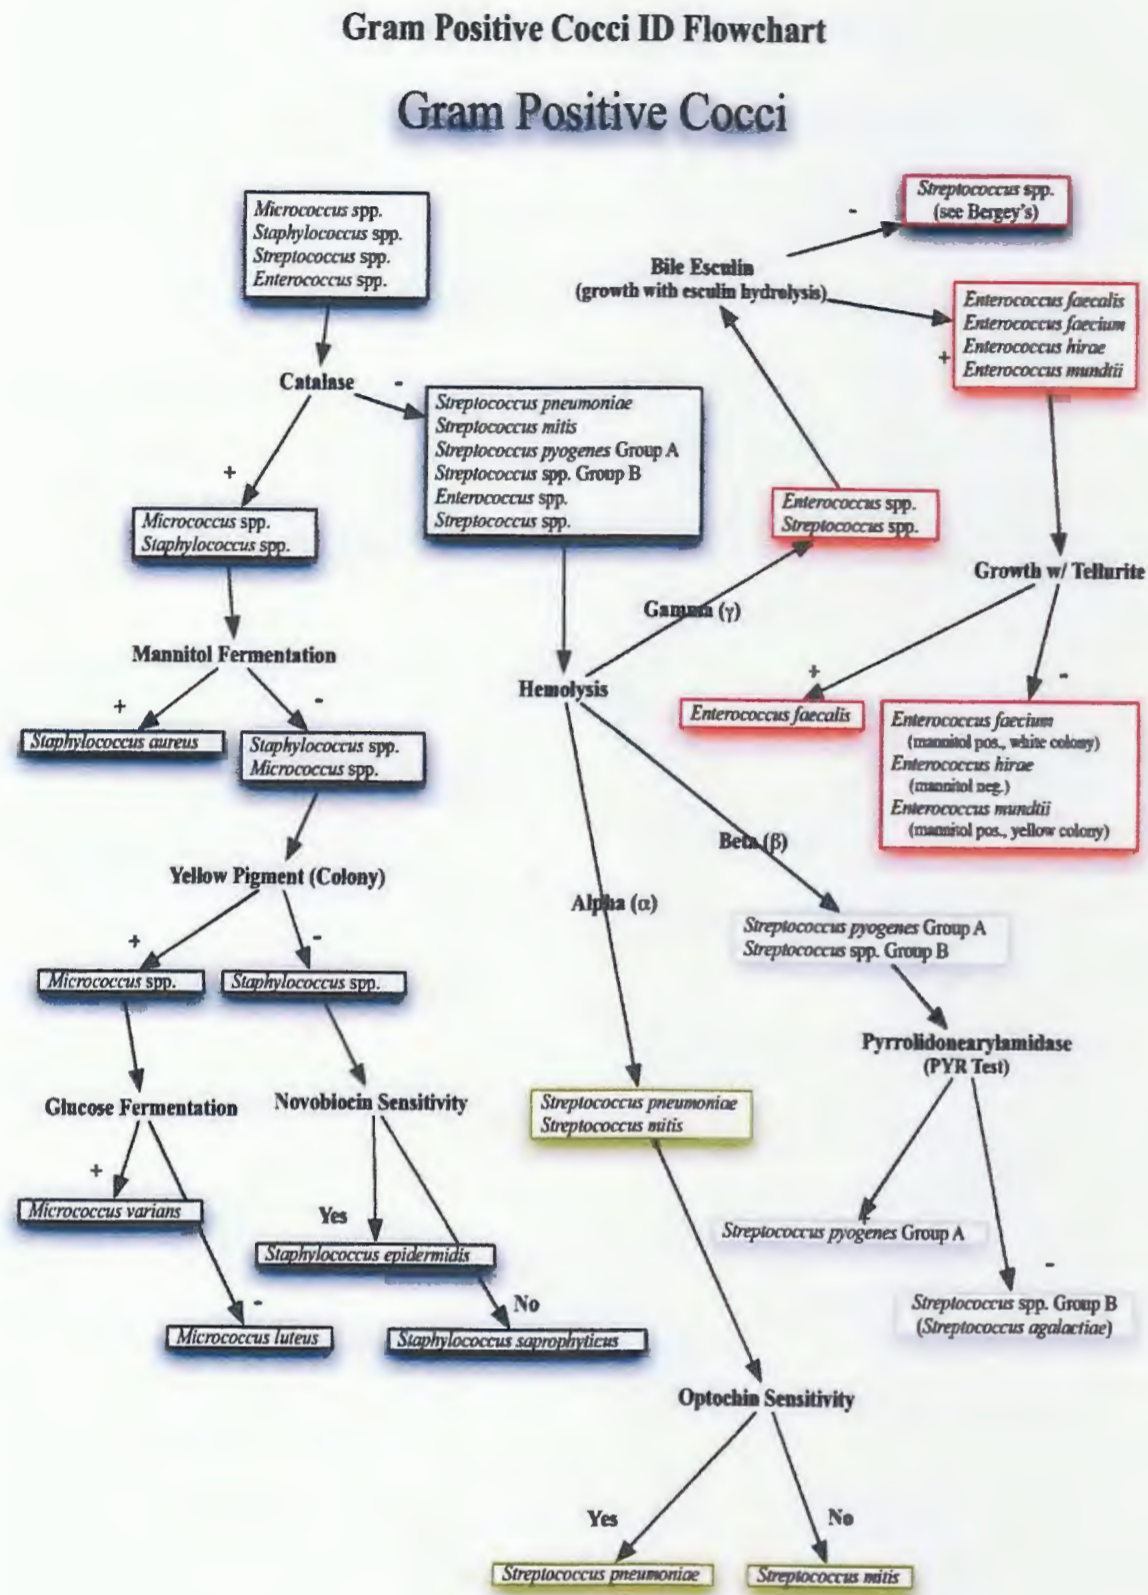 Gram Positive Cocci ID Flowchart
Gram Positive Cocci
Micrococcus spp.
Staphylococcus spp.
Streptococcus spp.
Enterococcus spp.
Catalase
-
+
Micrococcus spp.
Staphylococcus spp.
Mannitol Fermentation
+
-
Staphylococcus aureus
Staphylococcus spp.
Micrococcus spp.
Yellow Pigment (Colony)
+
-
Micrococcus spp.
Staphylococcus spp.
Glucose Fermentation
+
-
Micrococcus varians
Micrococcus luteus
Novobiocin Sensitivity
Yes
No
Staphylococcus epidermidis
Staphylococcus saprophyticus
Streptococcus pneumoniae
Streptococcus mitis
Streptococcus pyogenes Group A
Streptococcus spp. Group B
Enterococcus spp.
Streptococcus spp.
Hemolysis
Gamma (γ)
Beta (β)
Alpha (α)
Enterococcus spp.
Streptococcus spp.
Bile Esculin
(growth with esculin hydrolysis)
-
+
Streptococcus spp.
(see Bergey's)
Enterococcus faecalis
Enterococcus faecium
Enterococcus hirae
Enterococcus mundtii
Growth w/ Tellurite
+
-
Enterococcus faecalis
Enterococcus faecium
(mannitol pos., white colony)
Enterococcus hirae
(mannitol neg.)
Enterococcus mundtii
(mannitol pos., yellow colony)
Streptococcus pyogenes Group A
Streptococcus spp. Group B
Pyrrolidonearylamidase
(PYR Test)
+
-
Streptococcus pyogenes Group A
Streptococcus spp. Group B
(Streptococcus agalactiae)
Streptococcus pneumoniae
Streptococcus mitis
Optochin Sensitivity
Yes
No
Streptococcus pneumoniae
Streptococcus mitis